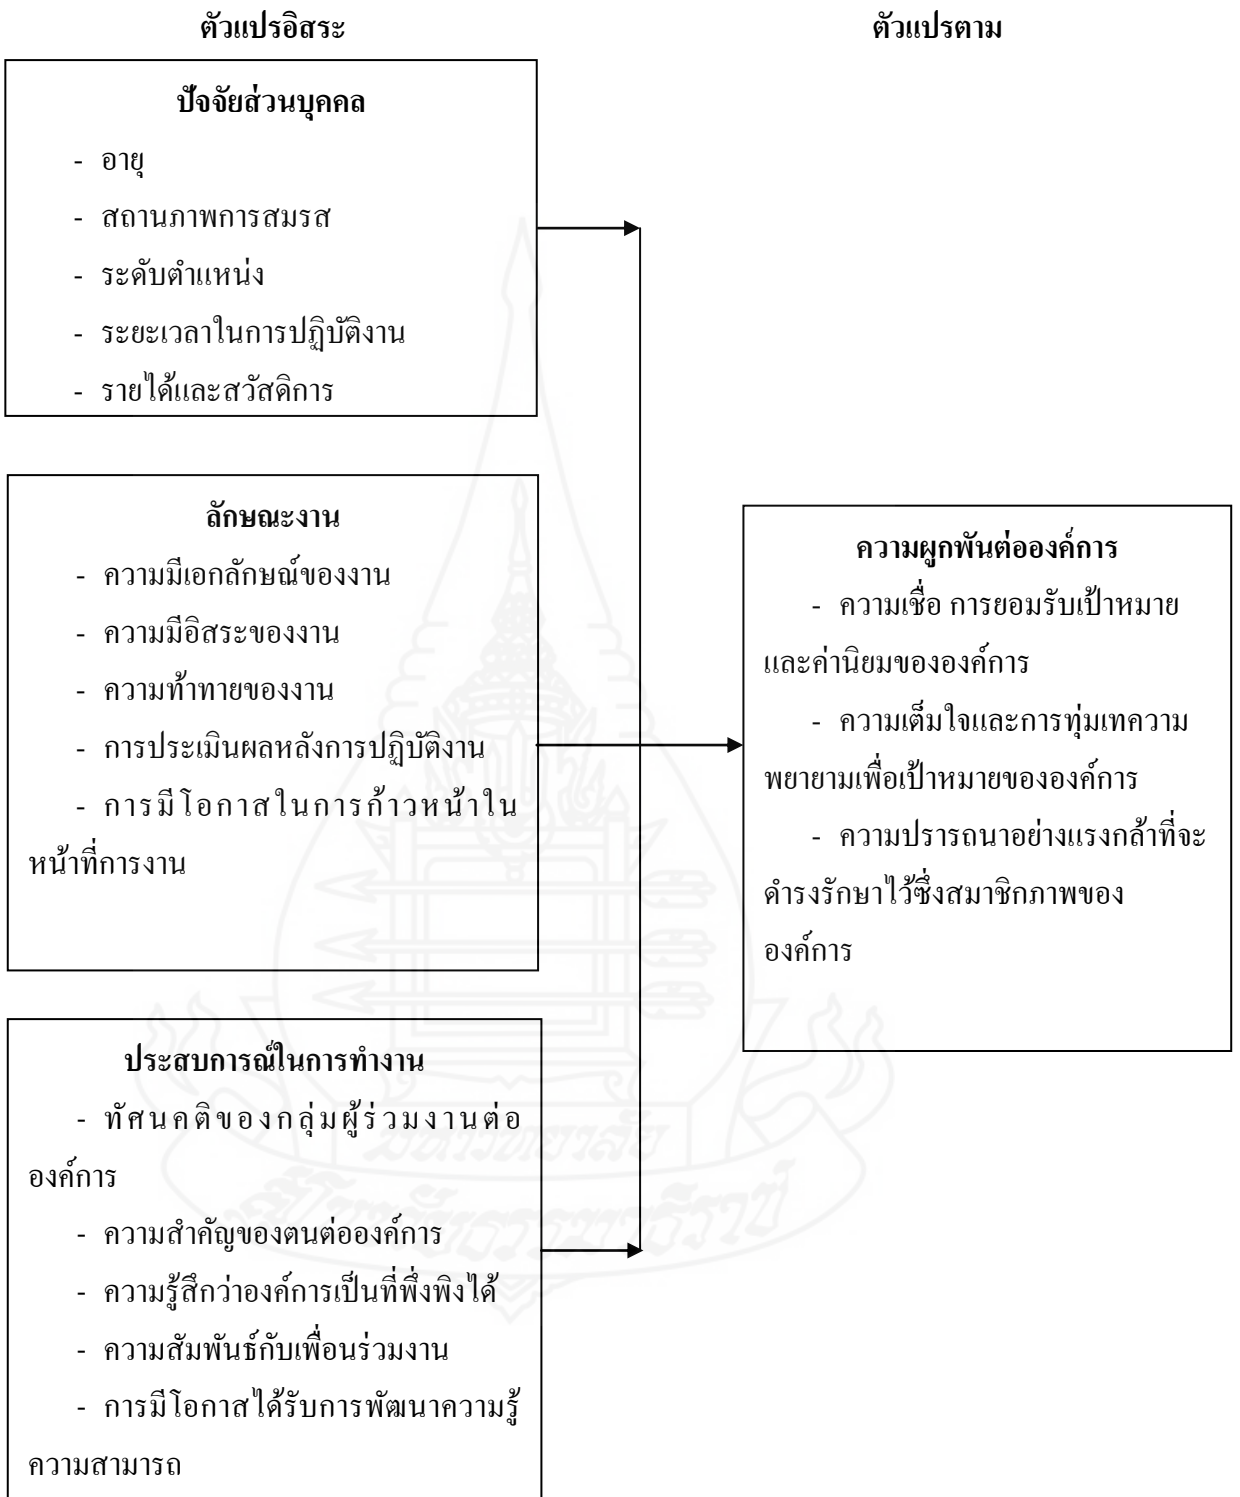 ตัวแปรอิสระ
ตัวแปรตาม
ปัจจัยส่วนบุคคล
- อายุ
- สถานภาพการสมรส
- ระดับตำแหน่ง
- ระยะเวลาในการปฏิบัติงาน
- รายได้และสวัสดิการ
ลักษณะงาน
- ความมีเอกลักษณ์ของงาน
- ความมีอิสระของงาน
- ความท้าทายของงาน
- การประเมินผลหลังการปฏิบัติงาน
- การมีโอกาสในการก้าวหน้าใน
หน้าที่การงาน
ประสบการณ์ในการทำงาน
- ทัศนคติของกลุ่มผู้ร่วมงานต่อ
องค์การ
- ความสำคัญของตนต่อองค์การ
- ความรู้สึกว่าองค์การเป็นที่พึ่งพิงได้
- ความสัมพันธ์กับเพื่อนร่วมงาน
- การมีโอกาสได้รับการพัฒนาความรู้
ความสามารถ
ความผูกพันต่อองค์การ
- ความเชื่อ การยอมรับเป้าหมาย
และค่านิยมขององค์การ
- ความเต็มใจและการทุ่มเทความ
พยายามเพื่อเป้าหมายขององค์การ
- ความปรารถนาอย่างแรงกล้าที่จะ
ดำรงรักษาไว้ซึ่งสมาชิกภาพของ
องค์การ
มหาวิทยาลัย
สุโขทัยธรรมาธิราช